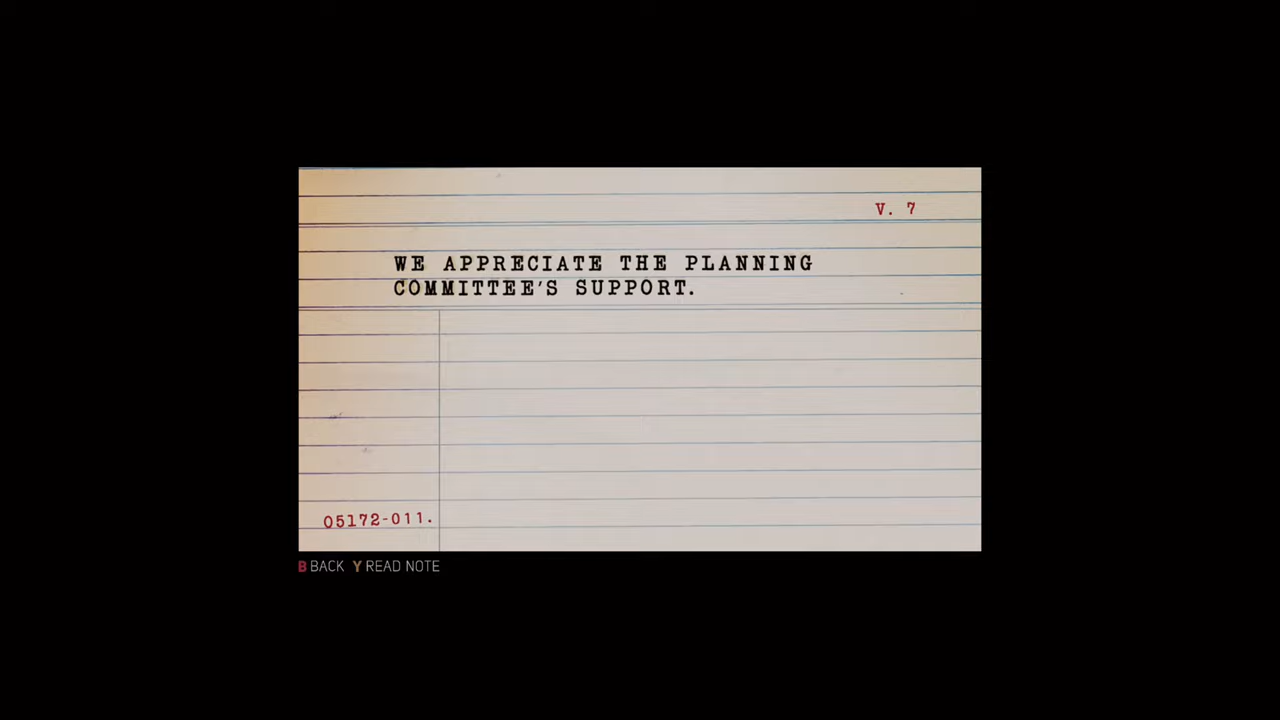 V. 7
WE APPRECIATE THE PLANNING
COMMITTEE'S SUPPORT.
05172-011.
B BACK Y READ NOTE